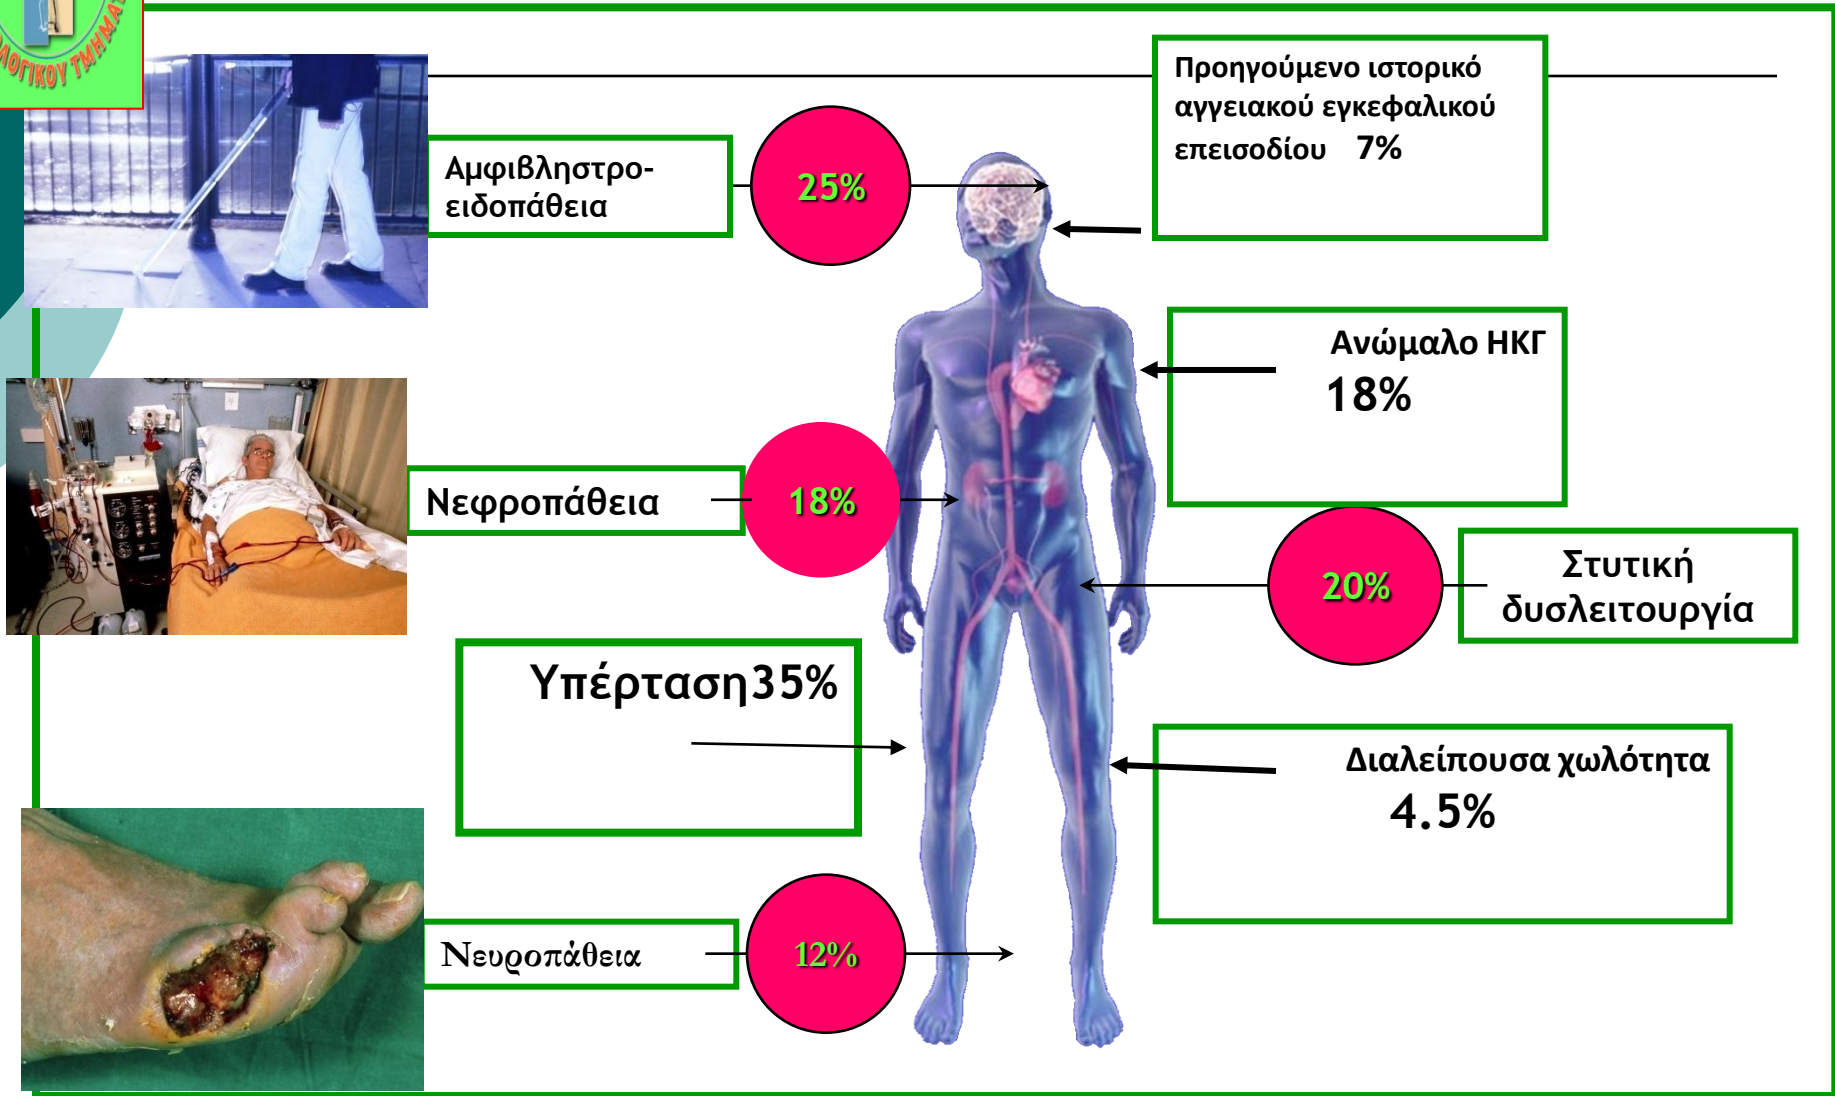 ΤΜΗΜΑΤ
Προηγούμενο ιστορικό
αγγειακού εγκεφαλικού
επεισοδίου 7%
Αμφιβληστρο-
ειδοπάθεια
25%
Ανώμαλο ΗΚΓ
18%
Νεφροπάθεια
18%
Στυτική
δυσλειτουργία
20%
Υπέρταση35%
Διαλείπουσα χωλότητα
4.5%
Νευροπάθεια
12%